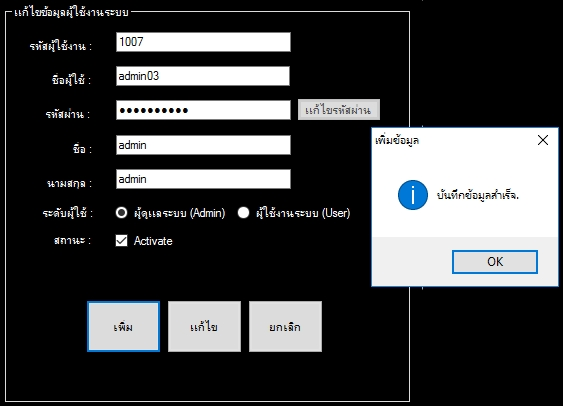 แก้ไขข้อมูลผู้ใช้งานระบบ
รหัสผู้ใช้งาน : 1007
ชื่อผู้ใช้ : admin03
รหัสผ่าน : ●●●●●●●●●● แก้ไขรหัสผ่าน
ชื่อ : admin
นามสกุล : admin
ระดับผู้ใช้ : ผู้ดูแลระบบ (Admin) ผู้ใช้งานระบบ (User)
สถานะ : Activate
เพิ่ม แก้ไข ยกเลิก
เพิ่มข้อมูล
บันทึกข้อมูลสำเร็จ.
OK